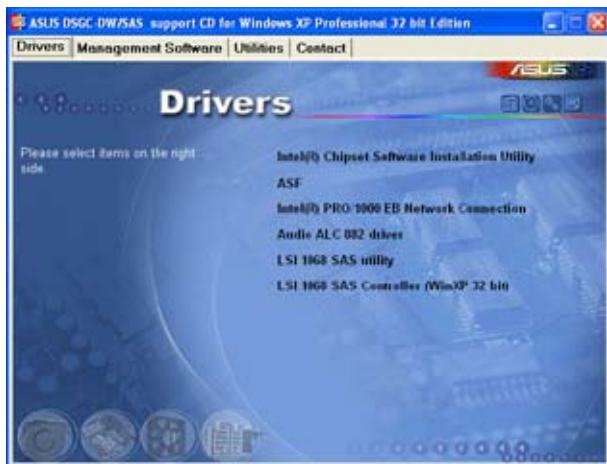 ASUS DSGC-DW/SAS support CD for Windows XP Professional 32 bit Edition
Drivers Management Software Utilities Contact
ASUS
Drivers
Please select items on the right
side.
Intel(R) Chipset Software Installation Utility
ASF
Intel(R) PRO/1000 EB Network Connection
Audio ALC 882 driver
LSI 1068 SAS utility
LSI 1068 SAS Controller (WinXP 32 bit)